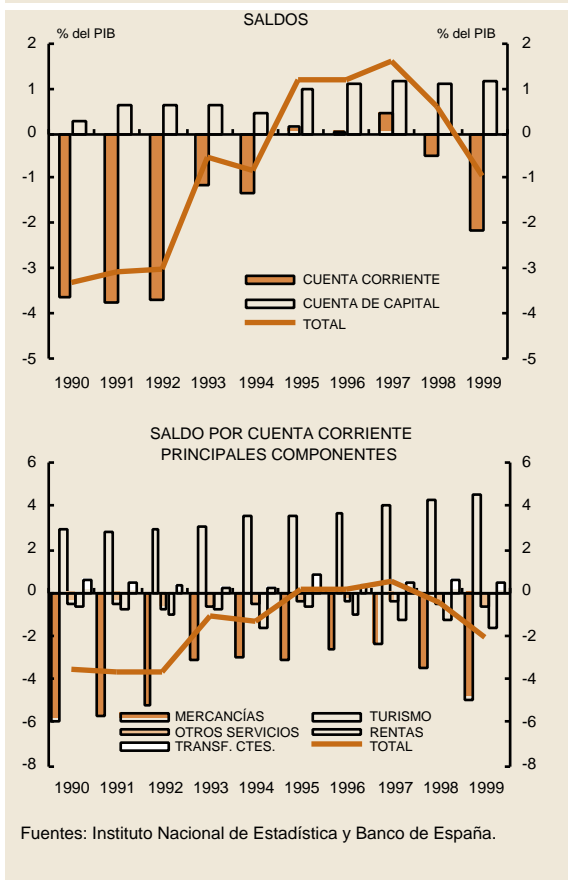 SALDOS
% del PIB % del PIB
2 2
1 1
0 0
-1 -1
-2 -2
-3 -3
CUENTA CORRIENTE
CUENTA DE CAPITAL
-4 -4
TOTAL
-5 -5
1990 1991 1992 1993 1994 1995 1996 1997 1998 1999
SALDO POR CUENTA CORRIENTE
PRINCIPALES COMPONENTES
6 6
4 4
2 2
0 0
-2 -2
-4 -4
MERCANCÍAS TURISMO
-6 OTROS SERVICIOS RENTAS -6
TRANSF. CTES. TOTAL
-8 -8
1990 1991 1992 1993 1994 1995 1996 1997 1998 1999
Fuentes: Instituto Nacional de Estadística y Banco de España.